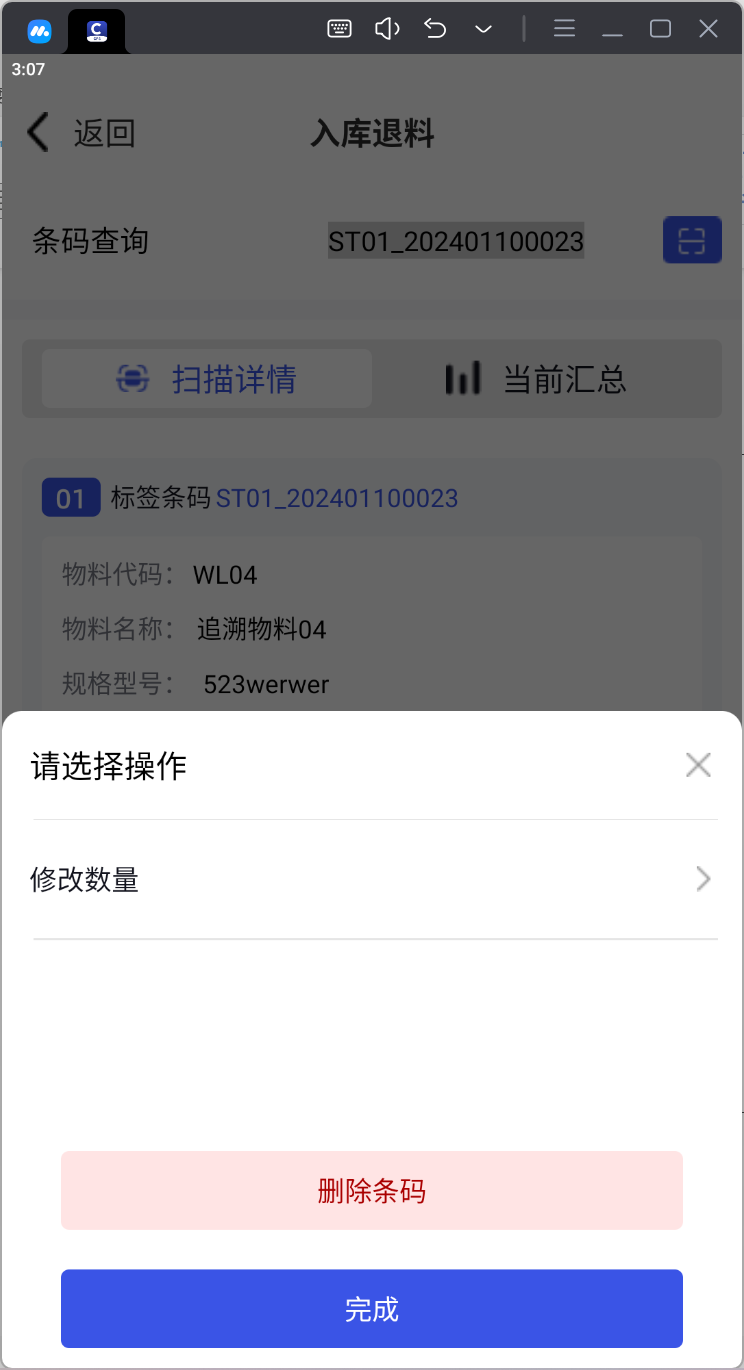 3:07
返回
入库退料
条码查询
ST01_202401100023
扫描详情
当前汇总
01 标签条码 ST01_202401100023
物料代码： WL04
物料名称： 追溯物料04
规格型号： 523werwer
请选择操作
修改数量
删除条码
完成